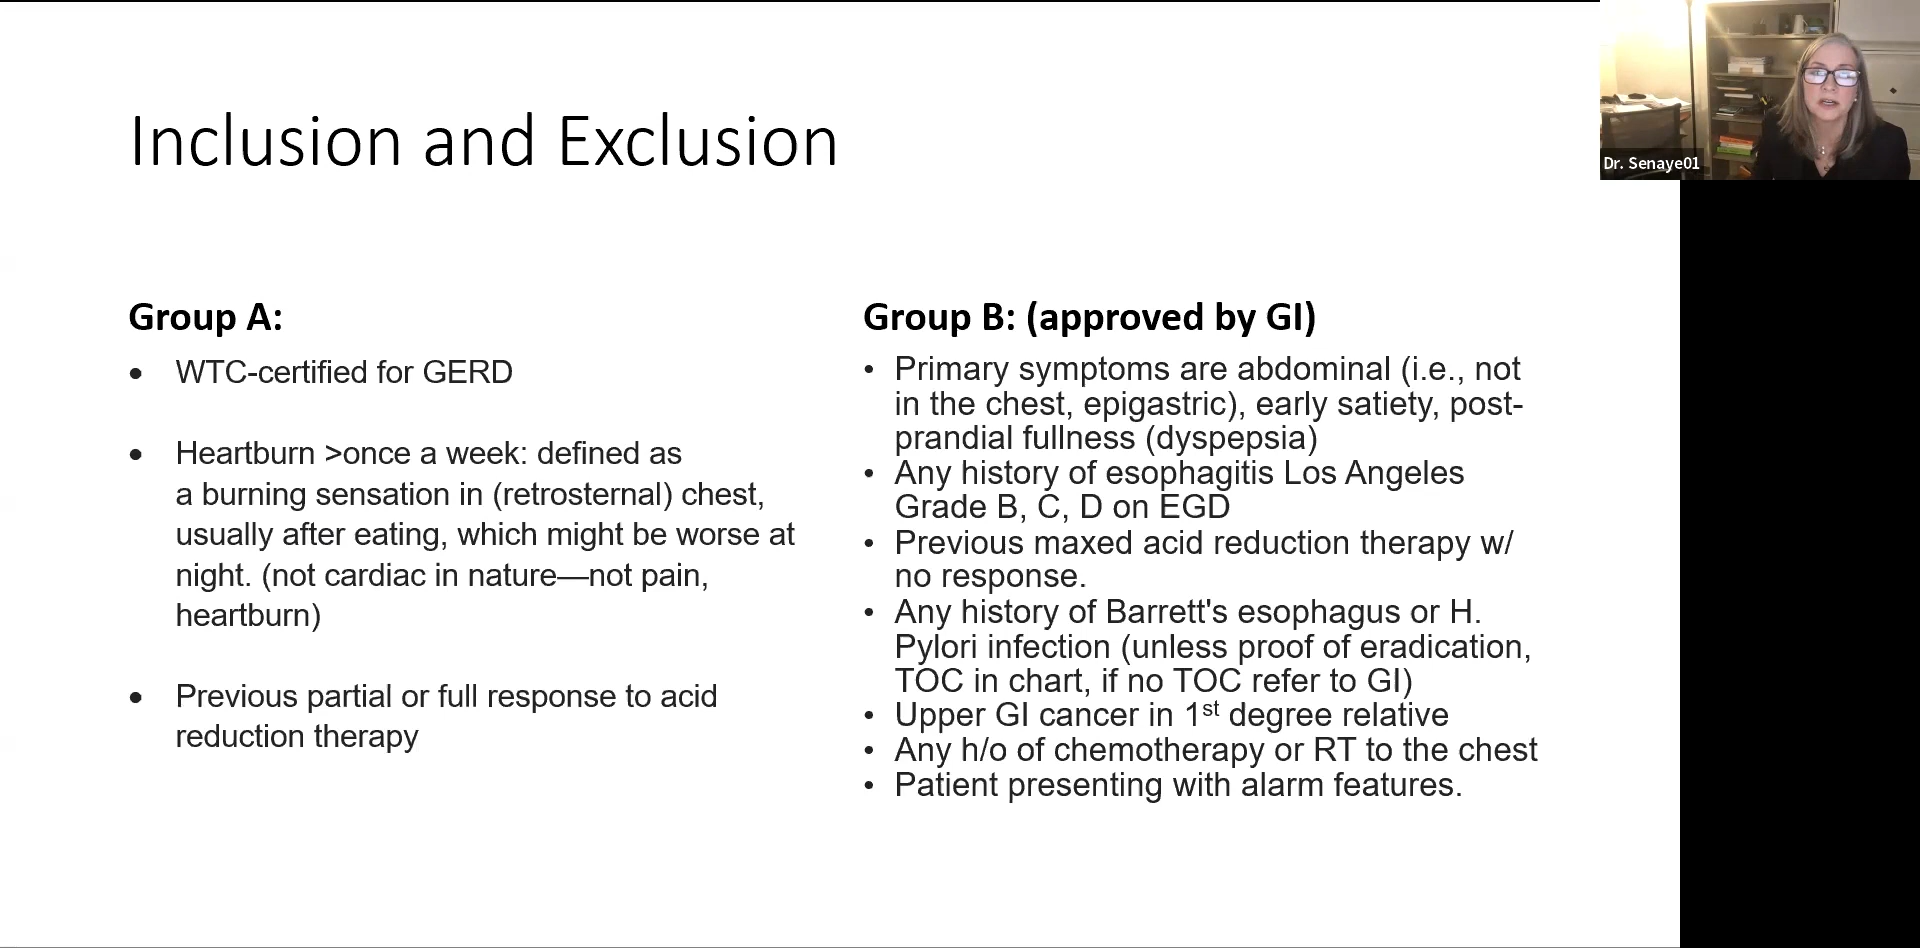 Inclusion and Exclusion
Group A:
• WTC-certified for GERD
• Heartburn >once a week: defined as
a burning sensation in (retrosternal) chest,
usually after eating, which might be worse at
night. (not cardiac in nature—not pain,
heartburn)
• Previous partial or full response to acid
reduction therapy
Group B: (approved by GI)
• Primary symptoms are abdominal (i.e., not
in the chest, epigastric), early satiety, post-
prandial fullness (dyspepsia)
• Any history of esophagitis Los Angeles
Grade B, C, D on EGD
• Previous maxed acid reduction therapy w/
no response.
• Any history of Barrett's esophagus or H.
Pylori infection (unless proof of eradication,
TOC in chart, if no TOC refer to GI)
• Upper GI cancer in 1st degree relative
• Any h/o of chemotherapy or RT to the chest
• Patient presenting with alarm features.
Dr. Senaye01